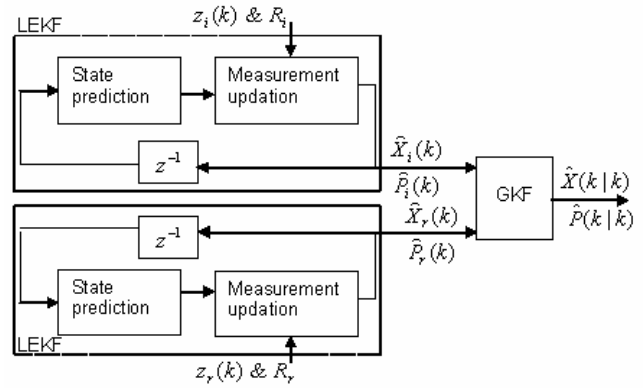 LEKF
z_i(k) & R_i
State prediction
Measurement updation
z⁻¹
X̂_i(k)
P̂_i(k)
GKF
X̂(k | k)
P̂(k | k)
z⁻¹
X̂_r(k)
P̂_r(k)
State prediction
Measurement updation
LEKF
z_r(k) & R_r